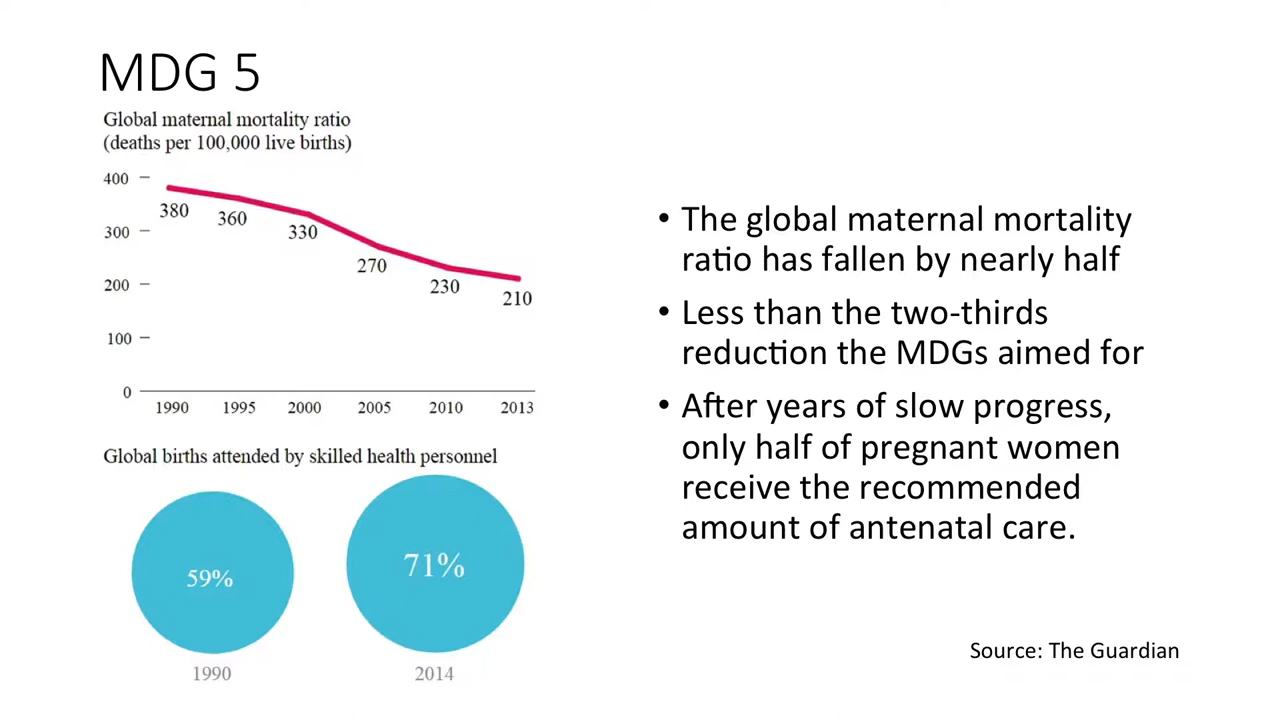 MDG 5
Global maternal mortality ratio
(deaths per 100,000 live births)
400
300
200
100
0
380
360
330
270
230
210
1990 1995 2000 2005 2010 2013
Global births attended by skilled health personnel
59%
71%
1990
2014
• The global maternal mortality
ratio has fallen by nearly half
• Less than the two-thirds
reduction the MDGs aimed for
• After years of slow progress,
only half of pregnant women
receive the recommended
amount of antenatal care.
Source: The Guardian